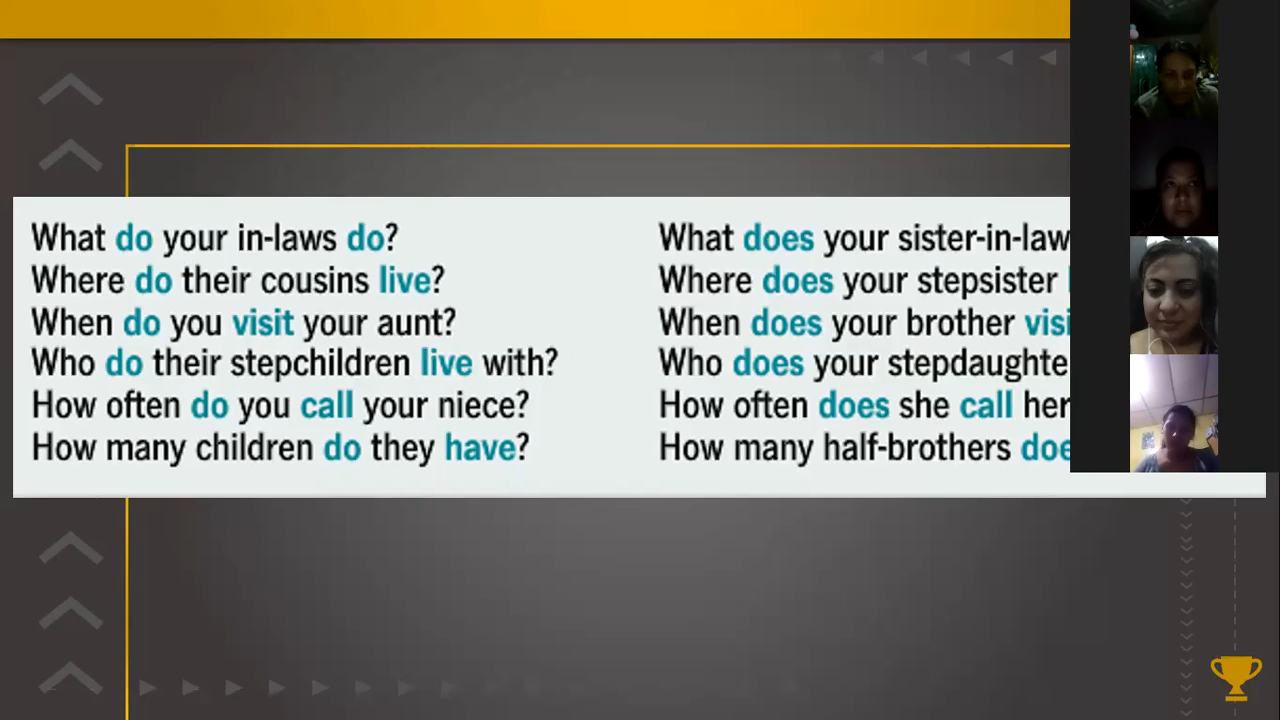 What do your in-laws do?
Where do their cousins live?
When do you visit your aunt?
Who do their stepchildren live with?
How often do you call your niece?
How many children do they have?
What does your sister-in-law
Where does your stepsister
When does your brother
Who does your
How often does she call her
How many half-brothers